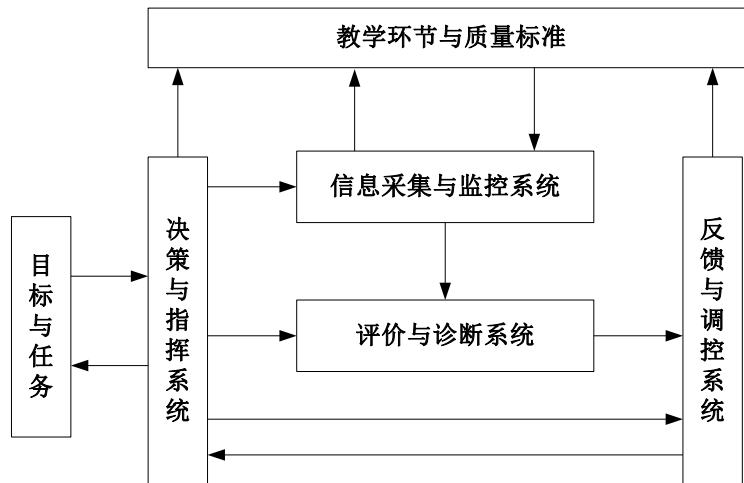 教学环节与质量标准
信息采集与监控系统
目标与任务
决策与指挥系统
评价与诊断系统
反馈与调控系统